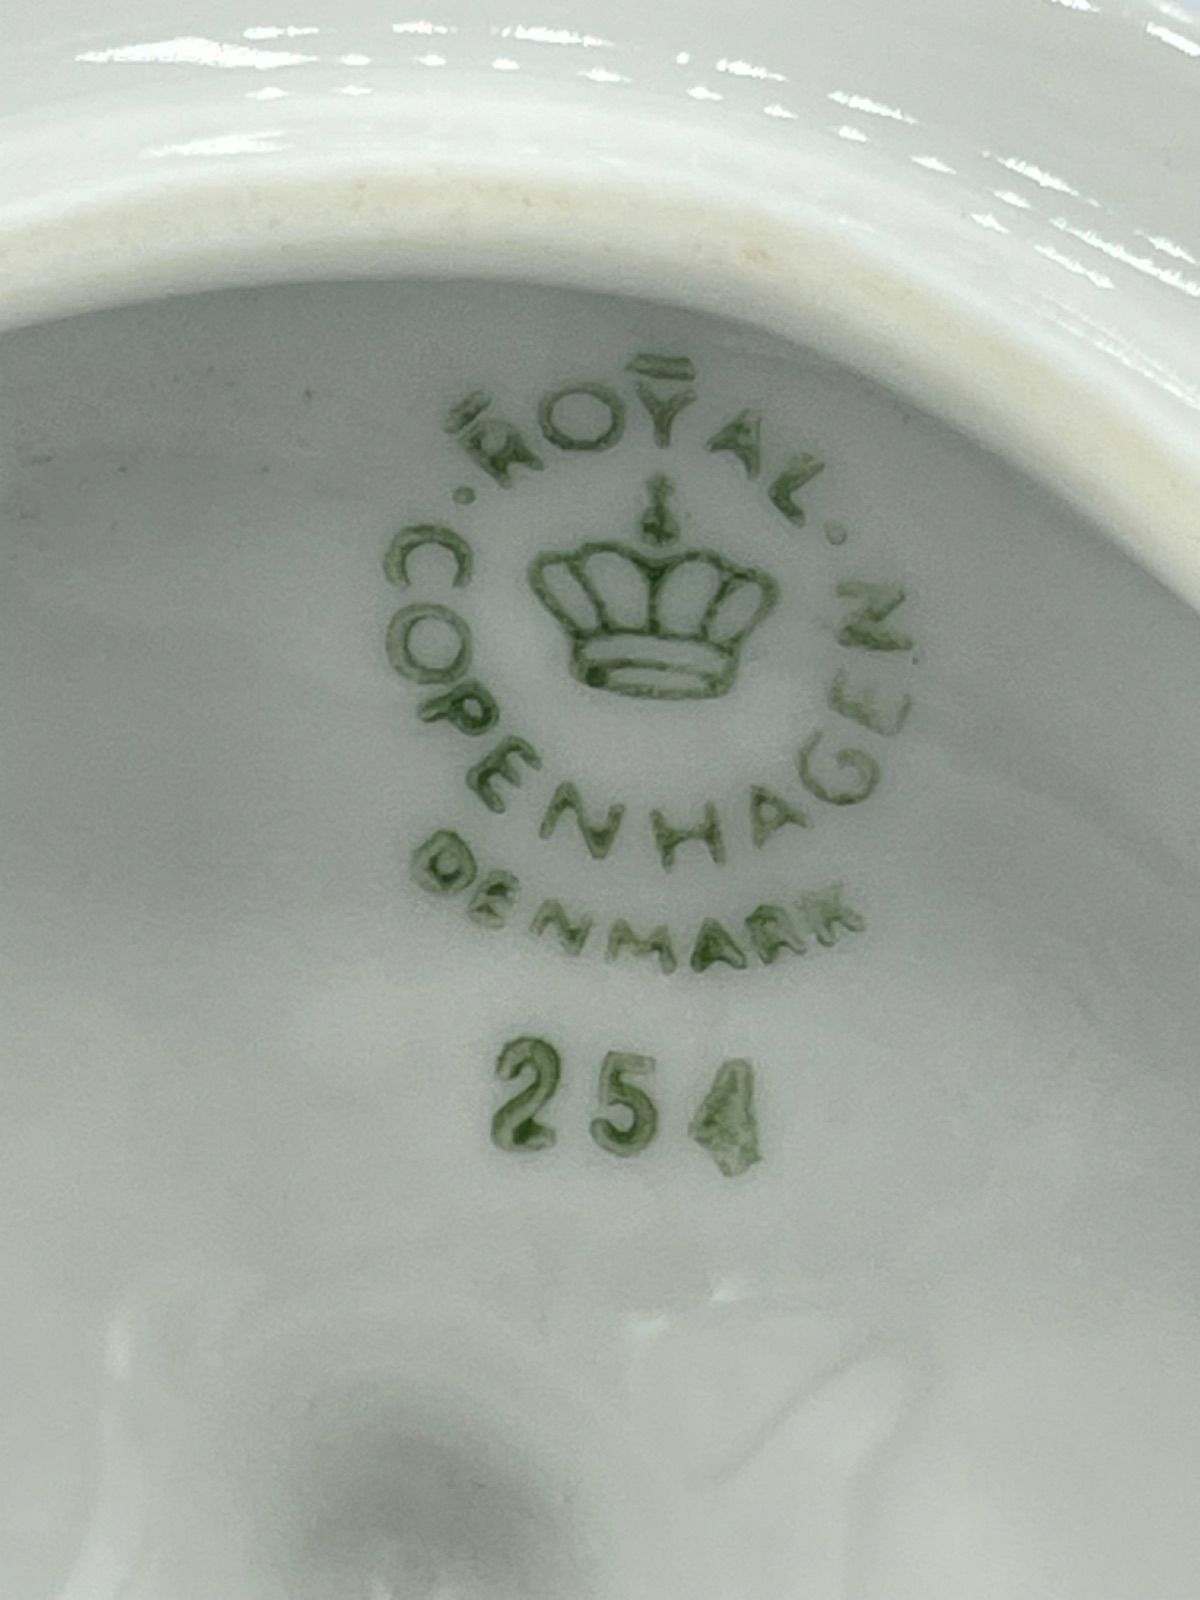 · ROYAL ·
COPENHAGEN
DENMARK
254